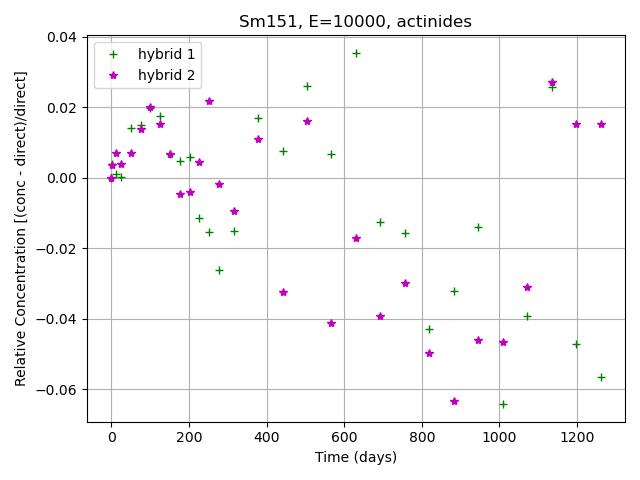 Sm151, E=10000, actinides
hybrid 1
hybrid 2
Relative Concentration [(conc - direct)/direct]
0.04
0.02
0.00
−0.02
−0.04
−0.06
0 200 400 600 800 1000 1200
Time (days)